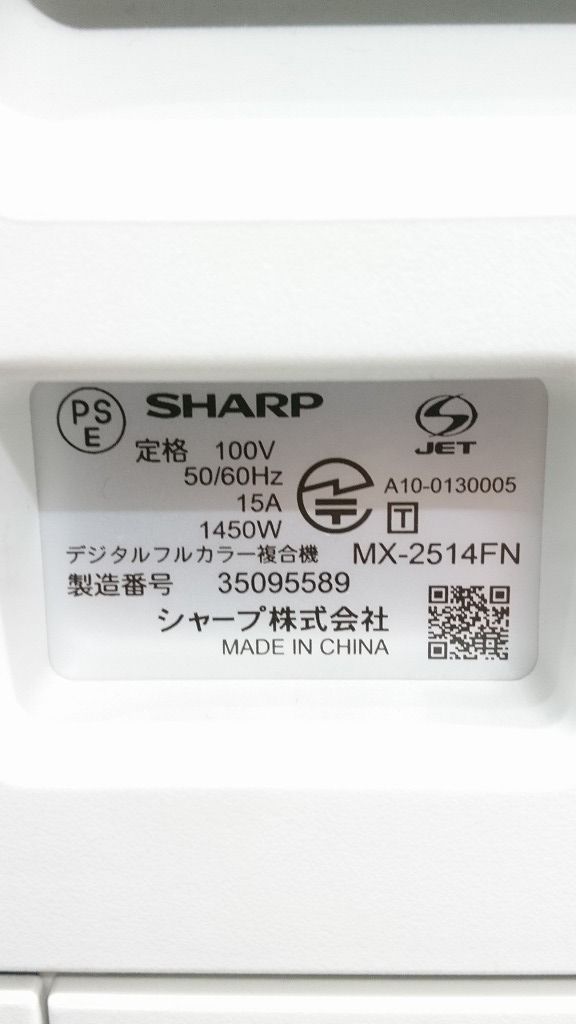 PS
E
SHARP
JET
定格 100V
50/60Hz
15A
1450W
A10-0130005
T
デジタルフルカラー複合機 MX-2514FN
製造番号 35095589
シャープ株式会社
MADE IN CHINA